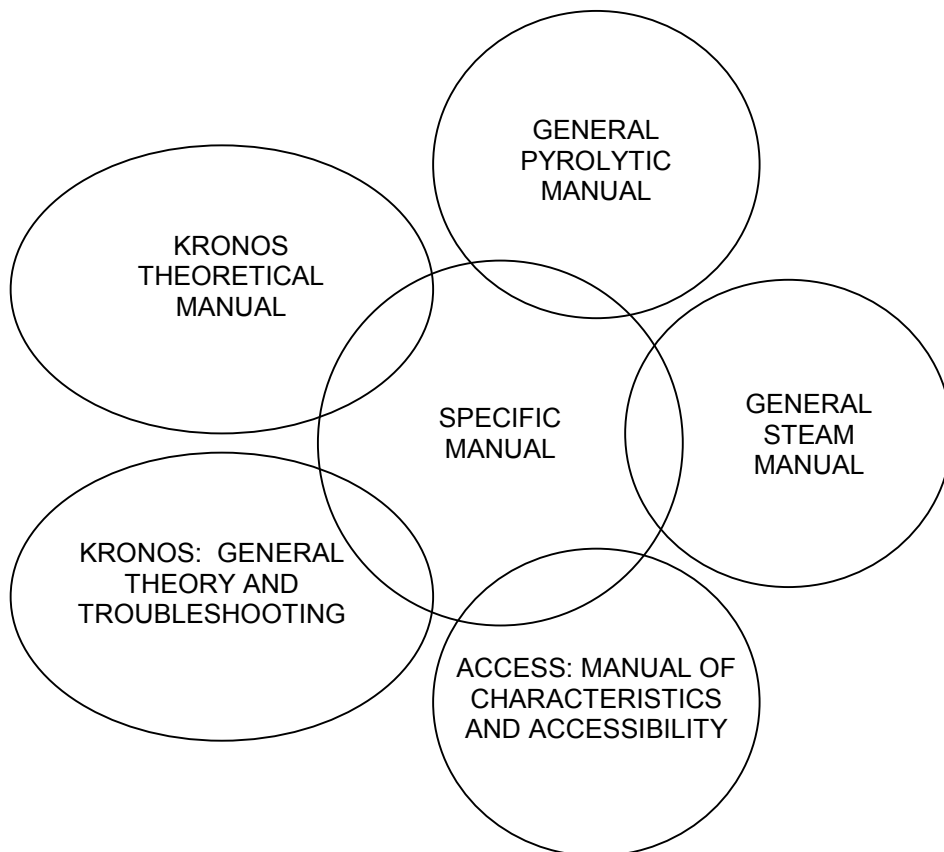 GENERAL
PYROLYTIC
MANUAL
KRONOS
THEORETICAL
MANUAL
SPECIFIC
MANUAL
GENERAL
STEAM
MANUAL
KRONOS: GENERAL
THEORY AND
TROUBLESHOOTING
ACCESS: MANUAL OF
CHARACTERISTICS
AND ACCESSIBILITY